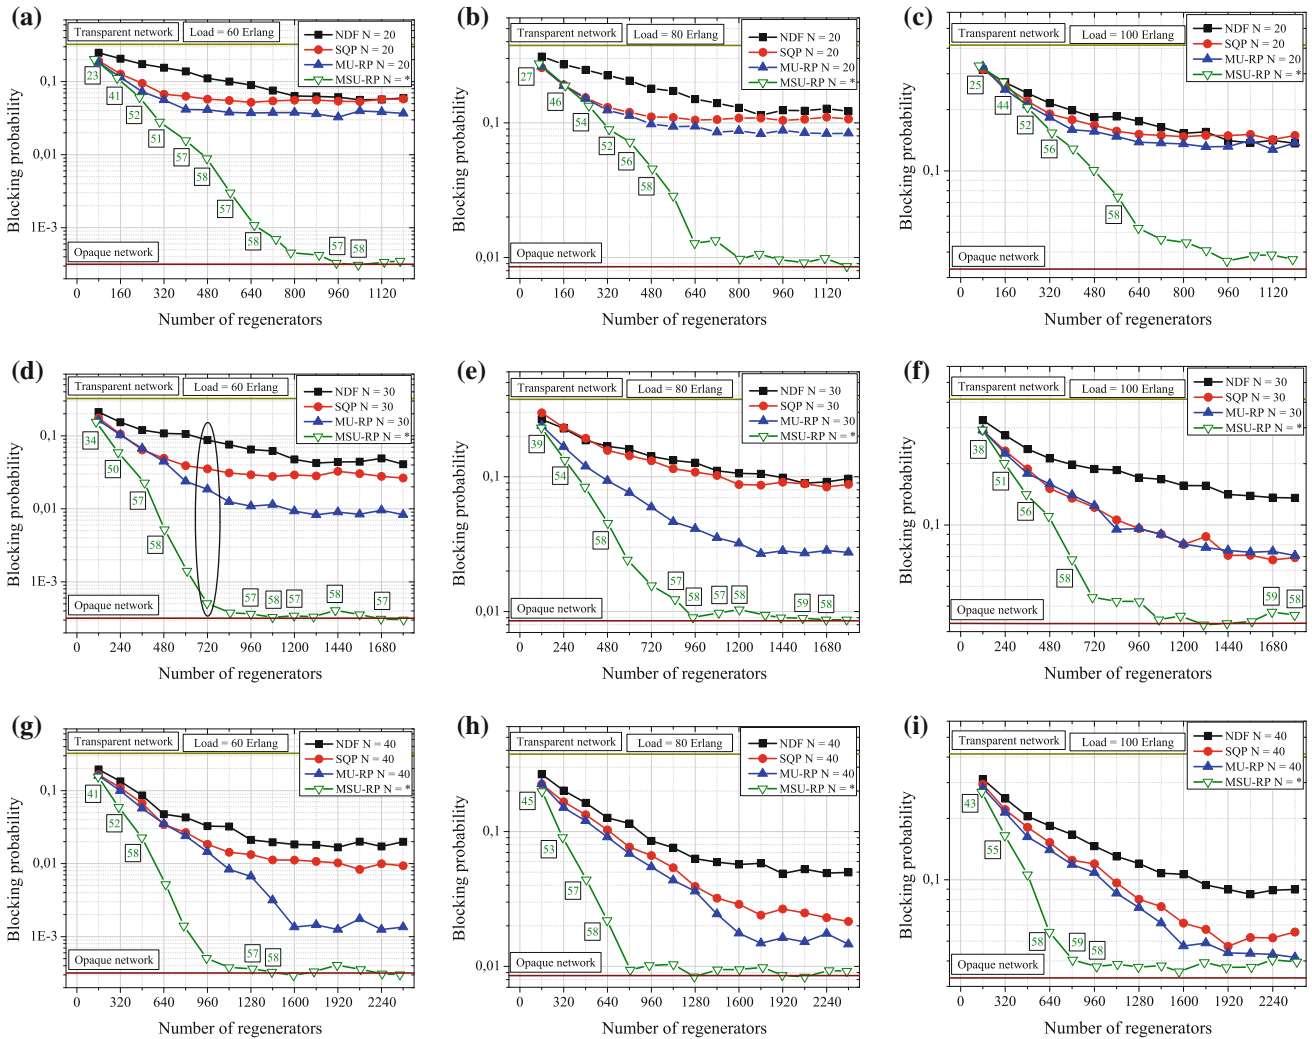 (a)
Transparent network
Load = 60 Erlang
NDF N = 20
SQP N = 20
MU-RP N = 20
MSU-RP N = *
0,1
0,01
1E-3
Blocking probability
23
41
52
51
57
58
57
58
57
58
Opaque network
0 160 320 480 640 800 960 1120
Number of regenerators
(b)
Transparent network
Load = 80 Erlang
NDF N = 20
SQP N = 20
MU-RP N = 20
MSU-RP N = *
0,1
0,01
Blocking probability
27
46
54
52
56
58
Opaque network
0 160 320 480 640 800 960 1120
Number of regenerators
(c)
Transparent network
Load = 100 Erlang
NDF N = 20
SQP N = 20
MU-RP N = 20
MSU-RP N = *
0,1
Blocking probability
25
44
52
56
58
Opaque network
0 160 320 480 640 800 960 1120
Number of regenerators
(d)
Transparent network
Load = 60 Erlang
NDF N = 30
SQP N = 30
MU-RP N = 30
MSU-RP N = *
0,1
0,01
1E-3
Blocking probability
34
50
57
58
57
58
57
58
57
Opaque network
0 240 480 720 960 1200 1440 1680
Number of regenerators
(e)
Transparent network
Load = 80 Erlang
NDF N = 30
SQP N = 30
MU-RP N = 30
MSU-RP N = *
0,1
0,01
Blocking probability
39
54
58
57
58
57
58
59
58
Opaque network
0 240 480 720 960 1200 1440 1680
Number of regenerators
(f)
Transparent network
Load = 100 Erlang
NDF N = 30
SQP N = 30
MU-RP N = 30
MSU-RP N = *
0,1
Blocking probability
38
51
56
58
59
58
Opaque network
0 240 480 720 960 1200 1440 1680
Number of regenerators
(g)
Transparent network
Load = 60 Erlang
NDF N = 40
SQP N = 40
MU-RP N = 40
MSU-RP N = *
0,1
0,01
1E-3
Blocking probability
41
52
58
57
58
Opaque network
0 320 640 960 1280 1600 1920 2240
Number of regenerators
(h)
Transparent network
Load = 80 Erlang
NDF N = 40
SQP N = 40
MU-RP N = 40
MSU-RP N = *
0,1
0,01
Blocking probability
45
53
57
58
Opaque network
0 320 640 960 1280 1600 1920 2240
Number of regenerators
(i)
Transparent network
Load = 100 Erlang
NDF N = 40
SQP N = 40
MU-RP N = 40
MSU-RP N = *
0,1
Blocking probability
43
55
58
59
58
Opaque network
0 320 640 960 1280 1600 1920 2240
Number of regenerators